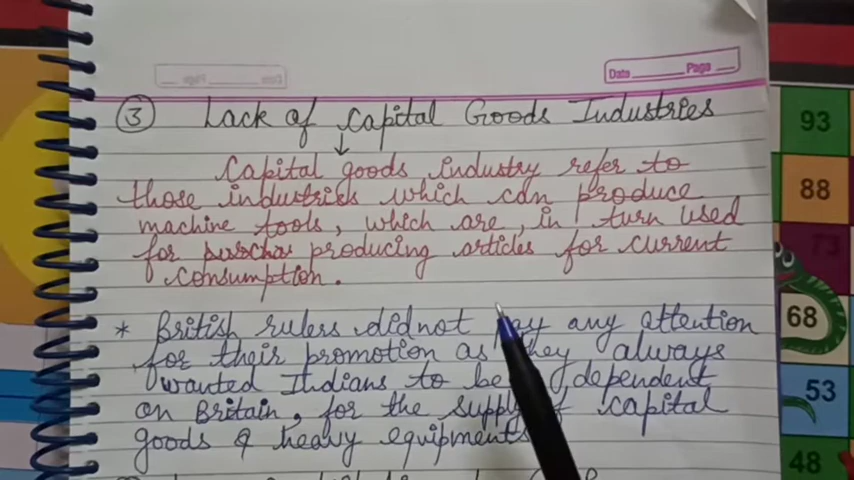 Date Page
③ Lack of Capital Goods Industries
Capital goods industry refer to
those industries which can produce
machine tools, which are, in turn used
for producing articles for current
consumption.
* British rulers did not pay any attention
for their promotion as they always
wanted Indians to be dependent
on Britain, for the supply of capital
goods & heavy equipments
93
88
73
68
53
48